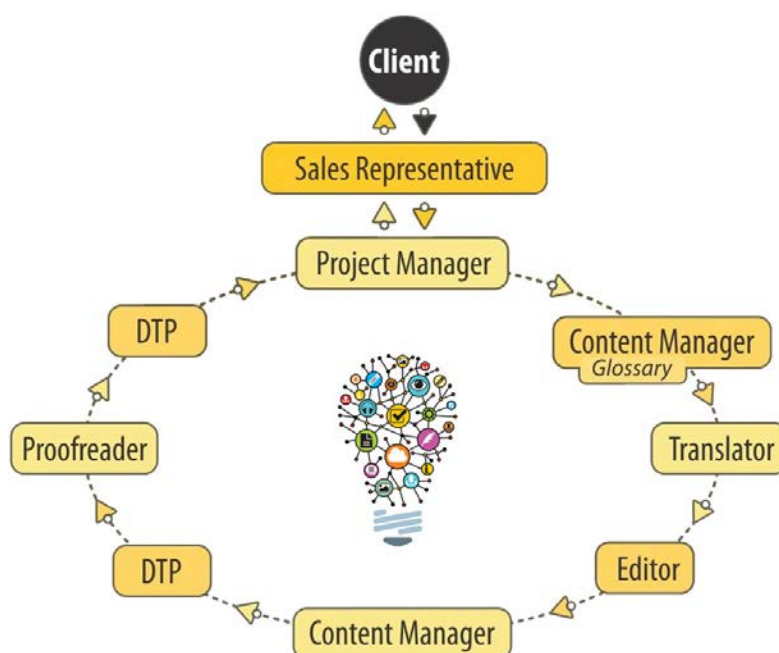 Client
Sales Representative
Project Manager
Content Manager
Glossary
Translator
Editor
Content Manager
DTP
Proofreader
DTP